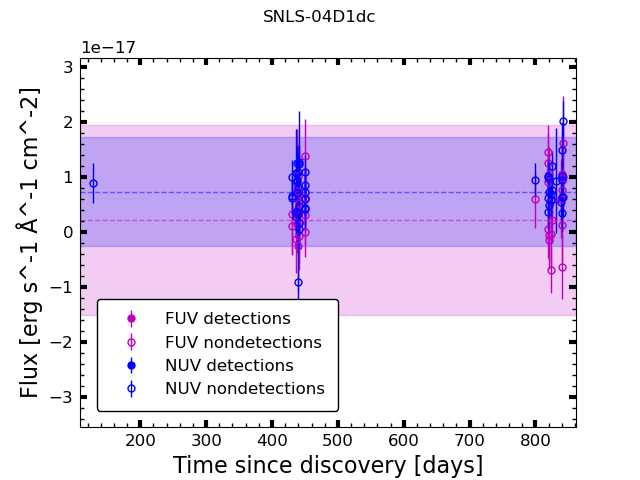 SNLS-04D1dc
1e−17
3
2
1
0
−1
−2
−3
Flux [erg s^-1 Å^-1 cm^-2]
FUV detections
FUV nondetections
NUV detections
NUV nondetections
200 300 400 500 600 700 800
Time since discovery [days]